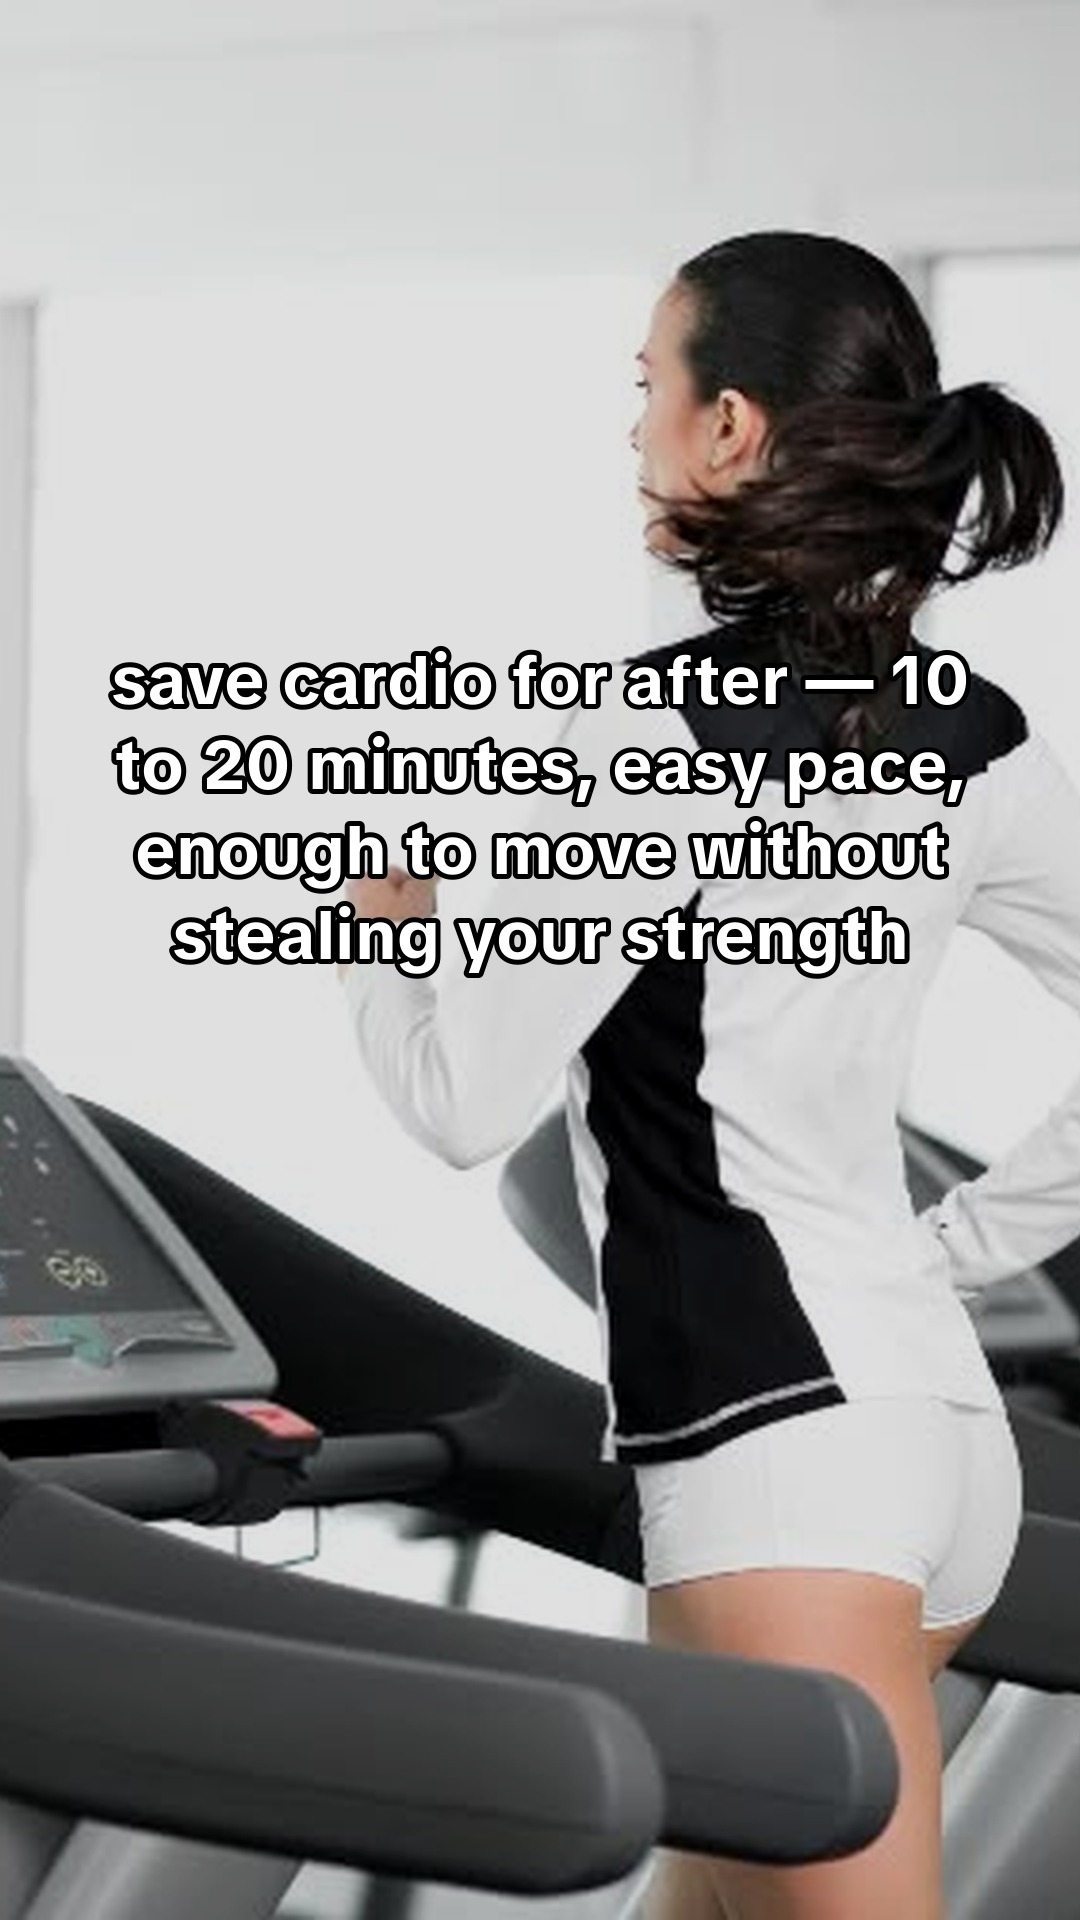 save cardio for after — 10
to 20 minutes, easy pace,
enough to move without
stealing your strength